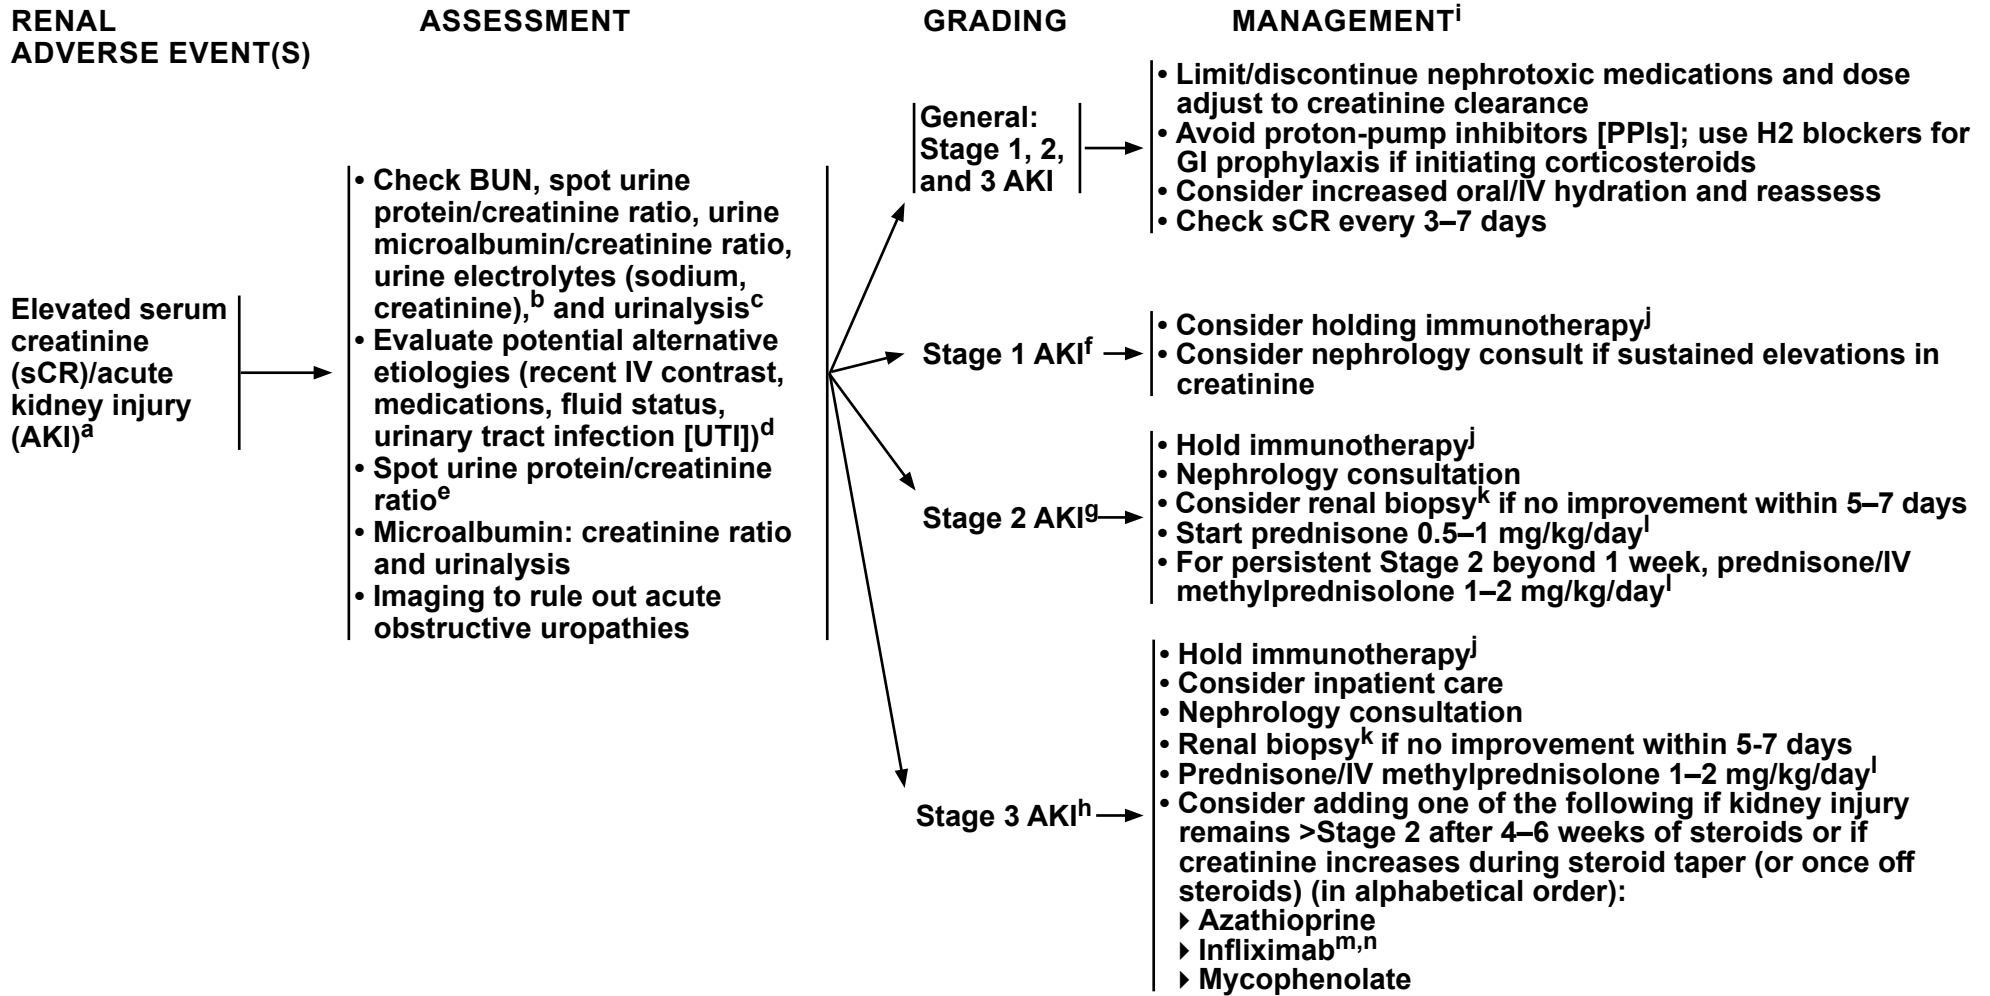 RENAL
ADVERSE EVENT(S)
ASSESSMENT
GRADING
MANAGEMENTi
Elevated serum
creatinine
(sCR)/acute
kidney injury
(AKI)a
• Check BUN, spot urine
protein/creatinine ratio, urine
microalbumin/creatinine ratio,
urine electrolytes (sodium,
creatinine),b and urinalysisc
• Evaluate potential alternative
etiologies (recent IV contrast,
medications, fluid status,
urinary tract infection [UTI])d
• Spot urine protein/creatinine
ratioe
• Microalbumin: creatinine ratio
and urinalysis
• Imaging to rule out acute
obstructive uropathies
General:
Stage 1, 2,
and 3 AKI
• Limit/discontinue nephrotoxic medications and dose
adjust to creatinine clearance
• Avoid proton-pump inhibitors [PPIs]; use H2 blockers for
GI prophylaxis if initiating corticosteroids
• Consider increased oral/IV hydration and reassess
• Check sCR every 3–7 days
Stage 1 AKIf
• Consider holding immunotherapyj
• Consider nephrology consult if sustained elevations in
creatinine
Stage 2 AKIg
• Hold immunotherapyj
• Nephrology consultation
• Consider renal biopsyk if no improvement within 5–7 days
• Start prednisone 0.5–1 mg/kg/dayl
• For persistent Stage 2 beyond 1 week, prednisone/IV
methylprednisolone 1–2 mg/kg/dayl
Stage 3 AKIh
• Hold immunotherapyj
• Consider inpatient care
• Nephrology consultation
• Renal biopsyk if no improvement within 5-7 days
• Prednisone/IV methylprednisolone 1–2 mg/kg/dayl
• Consider adding one of the following if kidney injury
remains >Stage 2 after 4–6 weeks of steroids or if
creatinine increases during steroid taper (or once off
steroids) (in alphabetical order):
Azathioprine
Infliximabm,n
Mycophenolate